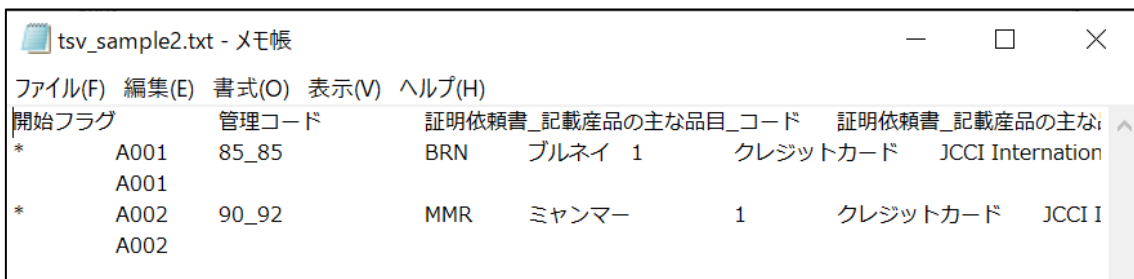 tsv_sample2.txt - メモ帳
ファイル(F) 編集(E) 書式(O) 表示(V) ヘルプ(H)
開始フラグ 管理コード 証明依頼書_記載産品の主な品目_コード 証明依頼書_記載産品の主な
* A001 85_85 BRN ブルネイ 1 クレジットカード JCCI Internation
A001
* A002 90_92 MMR ミャンマー 1 クレジットカード JCCI I
A002